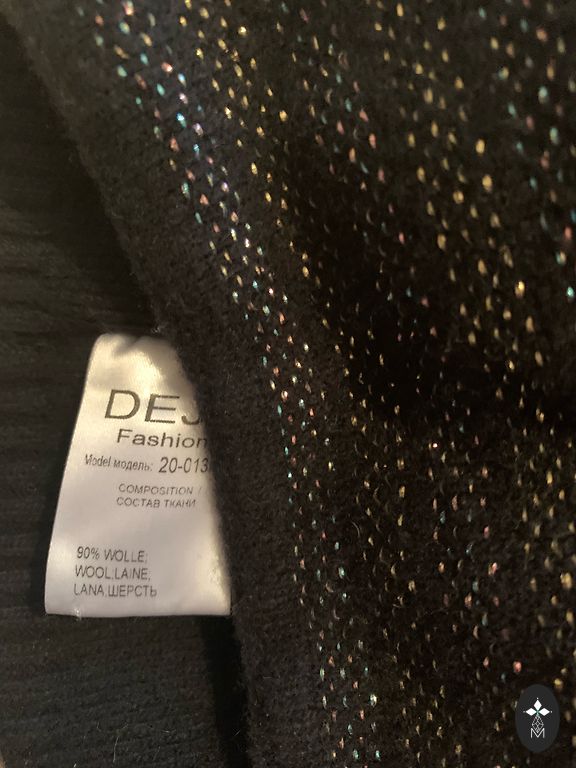 DEJ
Fashion
Model модель: 20-013
COMPOSITION /
СОСТАВ ТКАНИ
90% WOLLE;
WOOL;LAINE,
LANA,ШЕРСТЬ
M